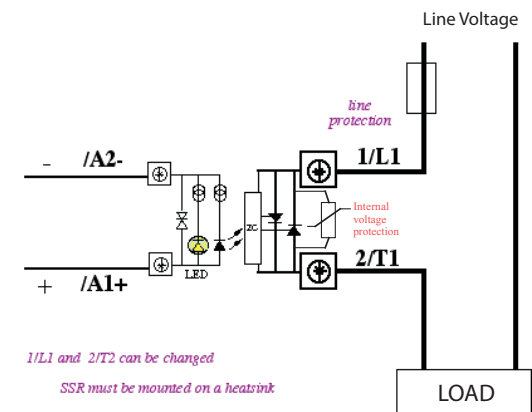 Line Voltage
line
protection
- /A2-
1/L1
ZC
Internal
voltage
protection
LED
2/T1
+ /A1+
1/L1 and 2/T2 can be changed
SSR must be mounted on a heatsink
LOAD